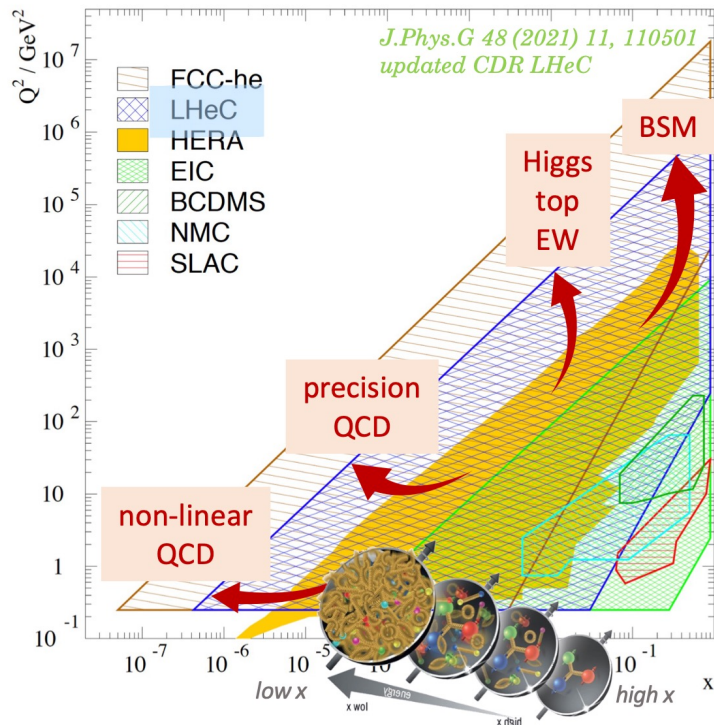 J.Phys.G 48 (2021) 11, 110501
updated CDR LHeC
Q² / GeV²
10⁷
10⁶
10⁵
10⁴
10³
10²
10
1
10⁻¹
FCC-he
LHeC
HERA
EIC
BCDMS
NMC
SLAC
BSM
Higgs
top
EW
precision
QCD
non-linear
QCD
10⁻⁷
10⁻⁶
10⁻⁵
10⁻¹
x
low x
high x
energy
low x
high x